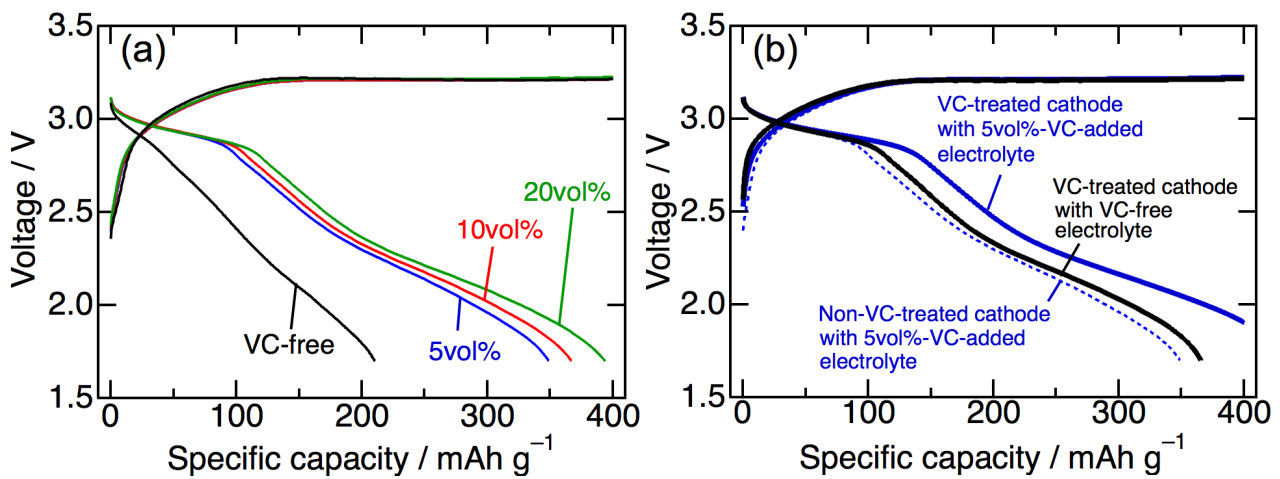 (a)
3.5
3.0
2.5
2.0
1.5
Voltage / V
20vol%
10vol%
5vol%
VC-free
0
100
200
300
400
Specific capacity / mAh g⁻¹
(b)
3.5
3.0
2.5
2.0
1.5
Voltage / V
VC-treated cathode
with 5vol%-VC-added
electrolyte
VC-treated cathode
with VC-free
electrolyte
Non-VC-treated cathode
with 5vol%-VC-added
electrolyte
0
100
200
300
400
Specific capacity / mAh g⁻¹